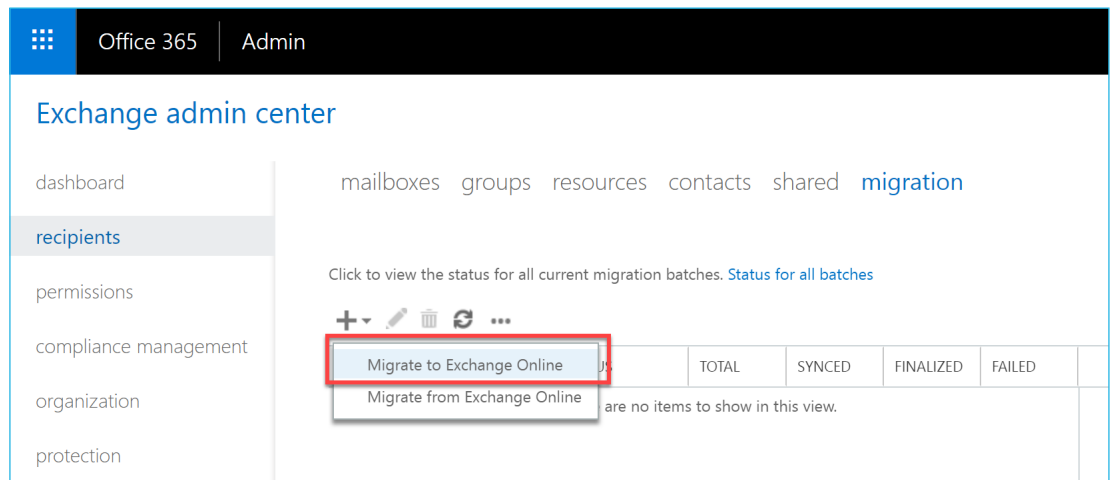 Office 365 Admin
Exchange admin center
dashboard
recipients
permissions
compliance management
organization
protection
mailboxes groups resources contacts shared migration
Click to view the status for all current migration batches. Status for all batches
Migrate to Exchange Online
Migrate from Exchange Online
TOTAL SYNCED FINALIZED FAILED
are no items to show in this view.